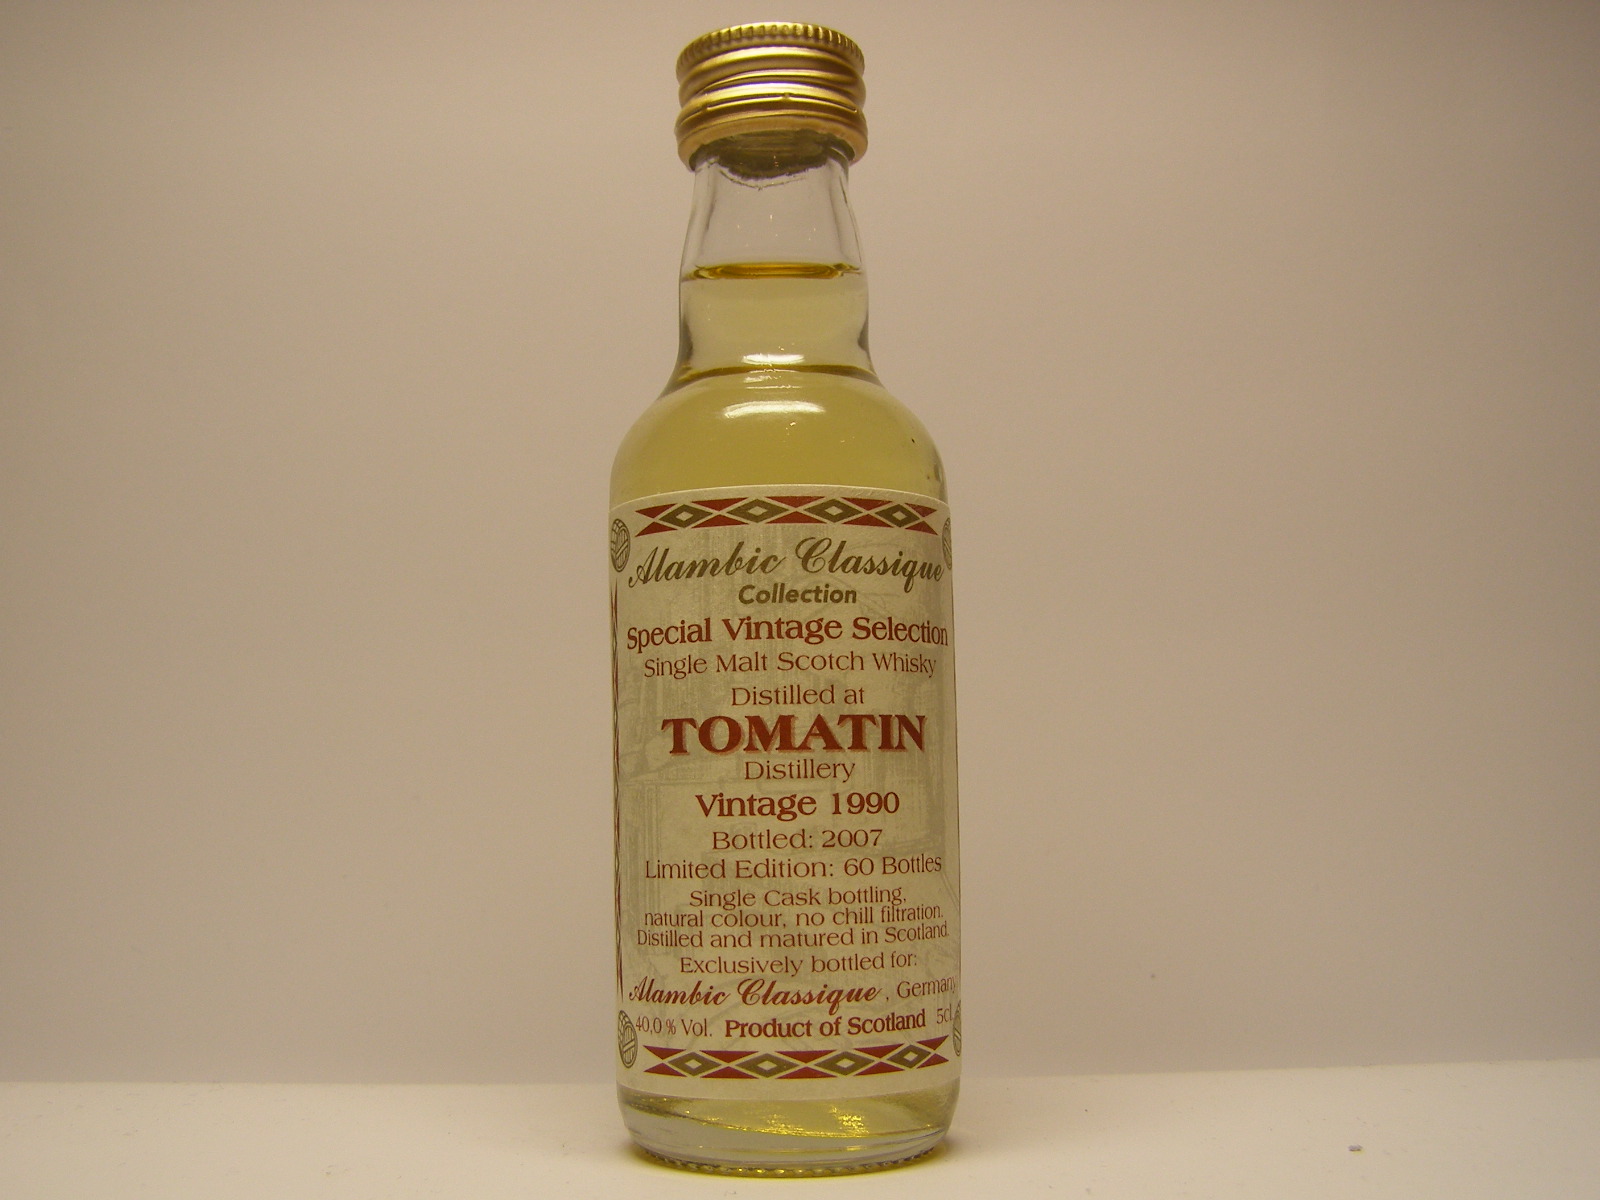 Alambic Classique
Collection
Special Vintage Selection
Single Malt Scotch Whisky
Distilled at
TOMATIN
Distillery
Vintage 1990
Bottled: 2007
Limited Edition: 60 Bottles
Single Cask bottling,
natural colour, no chill filtration.
Distilled and matured in Scotland.
Exclusively bottled for:
Alambic Classique, Germany
40,0 % Vol. Product of Scotland 5cl